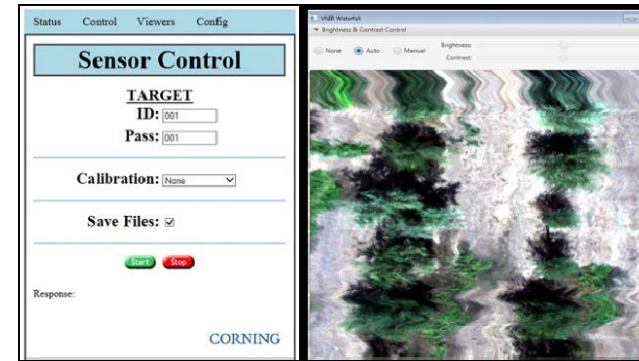 Status Control Viewers Config
Sensor Control
TARGET
ID: 001
Pass: 001
Calibration: None
Save Files:
Start Stop
Response:
CORNING
VNIR Waterfall
Brightness & Contrast Control
None Auto Manual
Brightness:
Contrast: